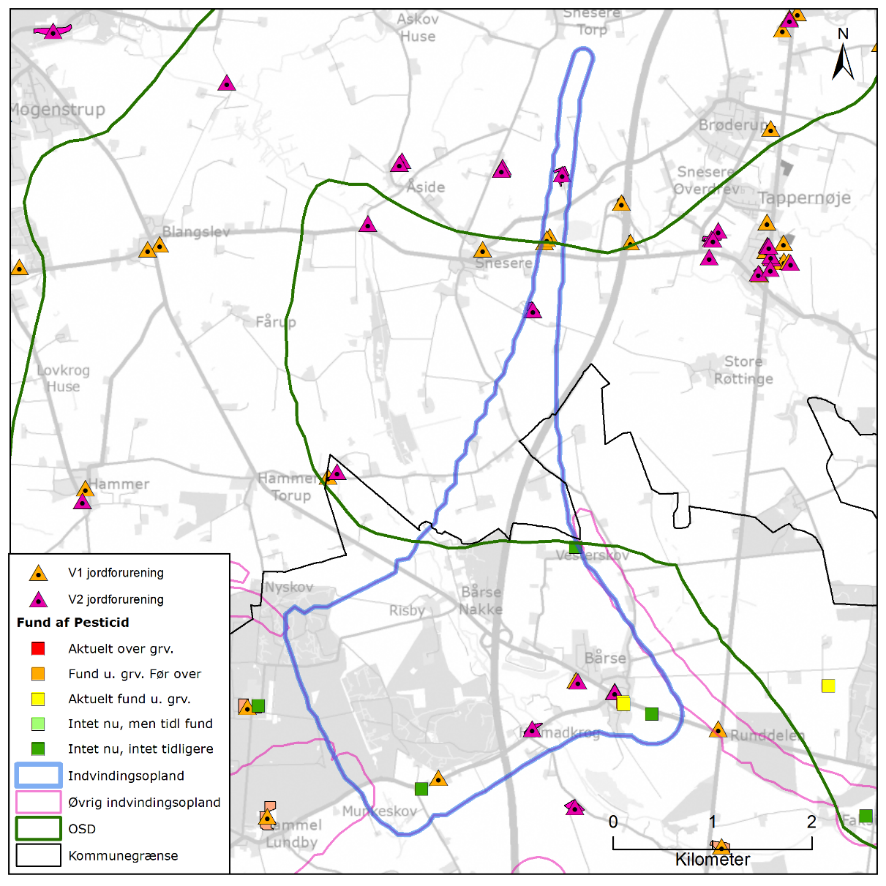 Askov
Huse
Snesere
Torp
N
Mogenstrup
Brøderup
Snesere
Overdrev
Åside
Tappernøje
Blangslev
Snesere
Fårup
Lovkrog
Huse
Store
Rottinge
Hammer
Hammer
Torup
Vesterskov
Nyskov
Bårse
Nakke
Risby
Bårse
Runddelen
Munkeskov
Lundby
V1 jordforurening
V2 jordforurening
Fund af Pesticid
Aktuelt over grv.
Fund u. grv. Før over
Aktuelt fund u. grv.
Intet nu, men tidl fund
Intet nu, intet tidligere
Indvindingsopland
Øvrig indvindingsopland
OSD
Kommunegrænse
0 1 2
Kilometer